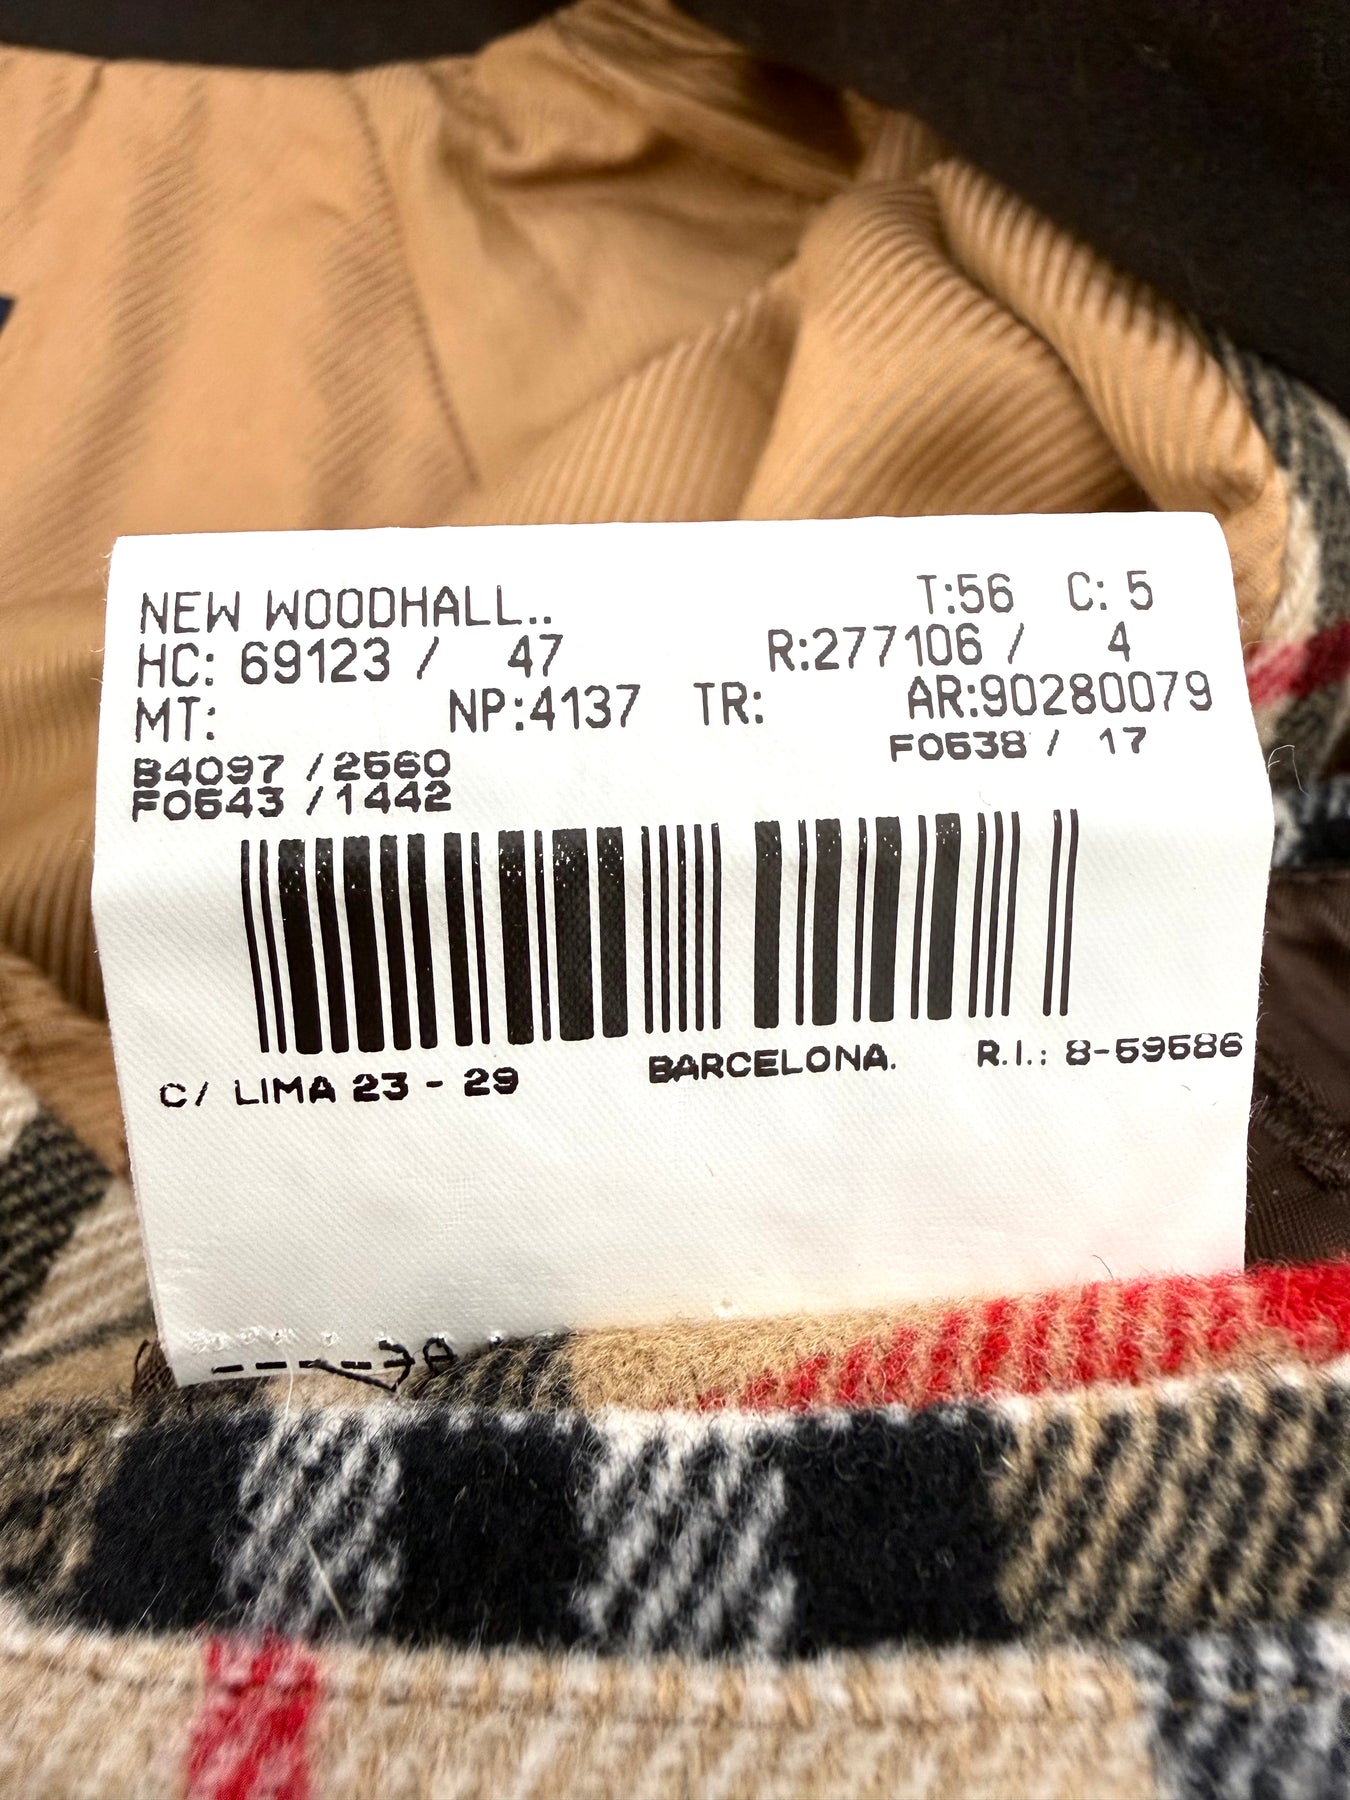 NEW WOODHALL.. T:56 C: 5
HC: 69123 / 47 R:277106 / 4
MT: NP:4137 TR: AR:90280079
B4097 /2560 F0538 / 17
F0543 /1442
C/ LIMA 23 - 29 BARCELONA. R.I.: 8-59586